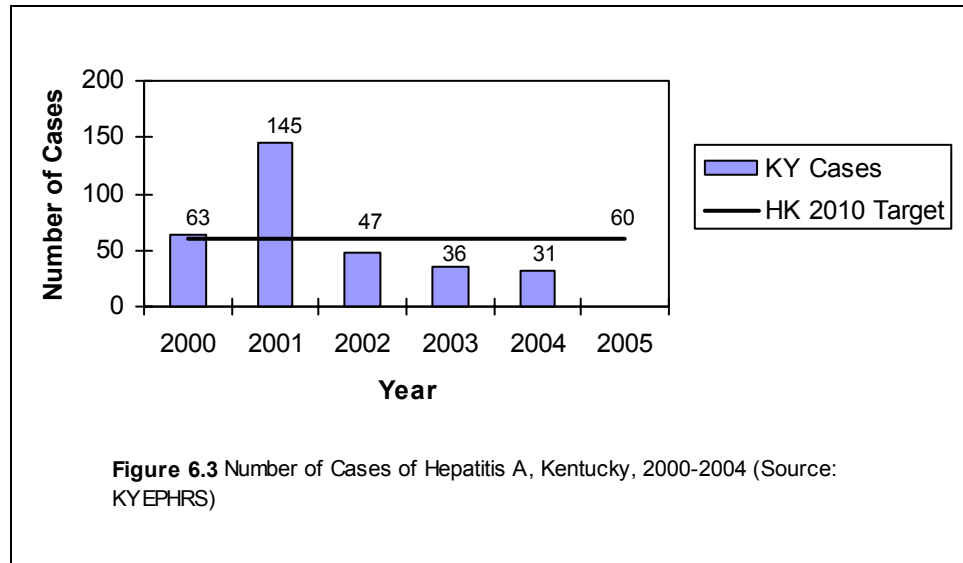 200
150
100
50
0
Number of Cases
63
145
47
36
31
60
2000 2001 2002 2003 2004 2005
Year
KY Cases
HK 2010 Target
Figure 6.3 Number of Cases of Hepatitis A, Kentucky, 2000-2004 (Source:
KYEPHRS)